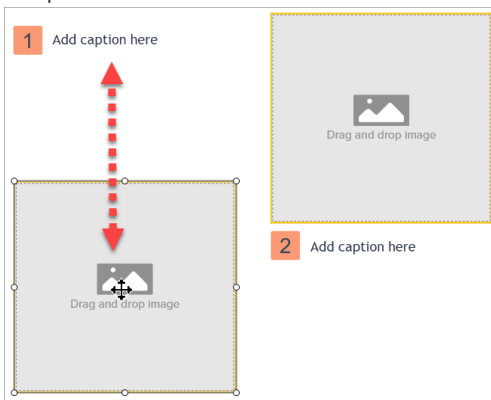 1 Add caption here
Drag and drop image
Drag and drop image
2 Add caption here